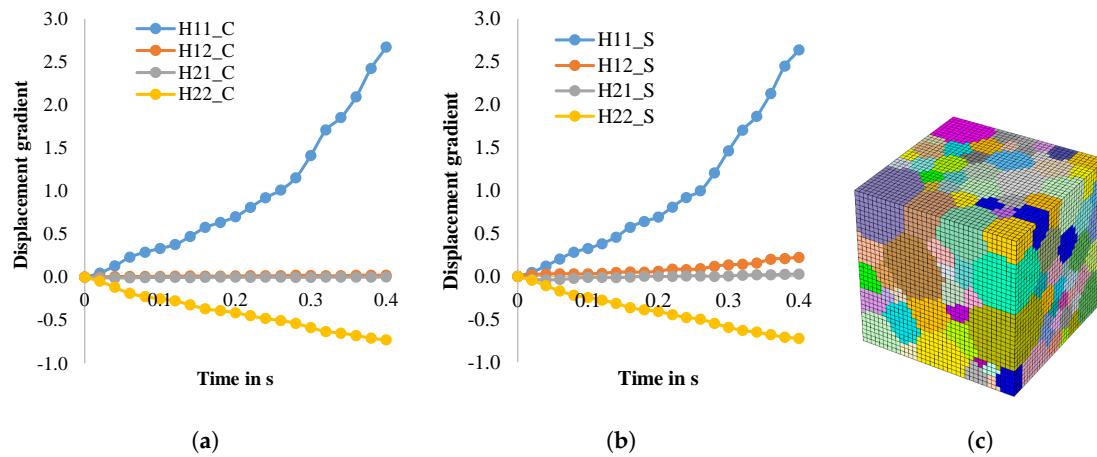 3.0
2.5
2.0
1.5
1.0
0.5
0.0
-0.5
-1.0
Displacement gradient
H11_C
H12_C
H21_C
H22_C
0
0.1
0.2
0.3
0.4
Time in s
(a)
3.0
2.5
2.0
1.5
1.0
0.5
0.0
-0.5
-1.0
Displacement gradient
H11_S
H12_S
H21_S
H22_S
0
0.1
0.2
0.3
0.4
Time in s
(b)
(c)